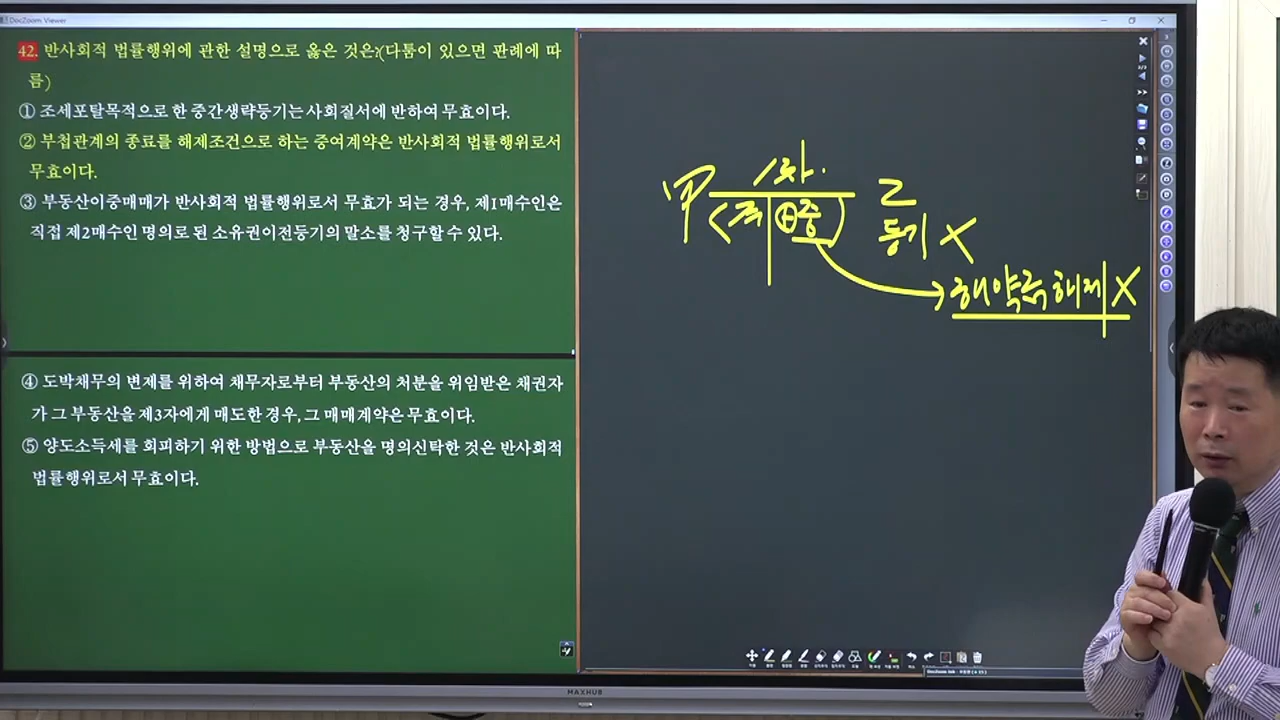 DocZoom Viewer
42. 반사회적 법률행위에 관한 설명으로 옳은 것은?(다툼이 있으면 판례에 따
름)
① 조세포탈목적으로 한 중간생략등기는 사회질서에 반하여 무효이다.
② 부첩관계의 종료를 해제조건으로 하는 증여계약은 반사회적 법률행위로서
무효이다.
③ 부동산이중매매가 반사회적 법률행위로서 무효가 되는 경우, 제1매수인은
직접 제2매수인 명의로 된 소유권이전등기의 말소를 청구할 수 있다.
④ 도박채무의 변제를 위하여 채무자로부터 부동산의 처분을 위임받은 채권자
가 그 부동산을 제3자에게 매도한 경우, 그 매매계약은 무효이다.
⑤ 양도소득세를 회피하기 위한 방법으로 부동산을 명의신탁한 것은 반사회적
법률행위로서 무효이다.
甲 1차. 乙
(계⊕중) 등기 X
해약금해제 X
MAXHUB